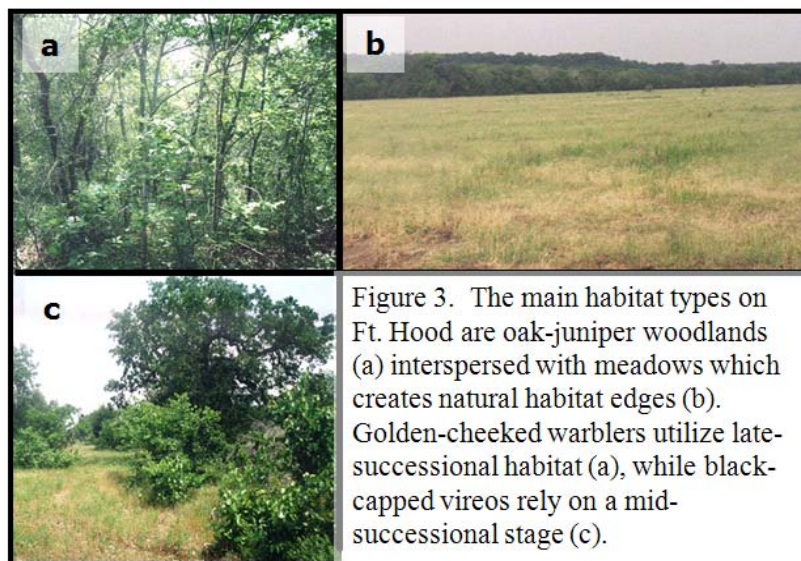 a
b
c
Figure 3. The main habitat types on
Ft. Hood are oak-juniper woodlands
(a) interspersed with meadows which
creates natural habitat edges (b).
Golden-cheeked warblers utilize late-
successional habitat (a), while black-
capped vireos rely on a mid-
successional stage (c).